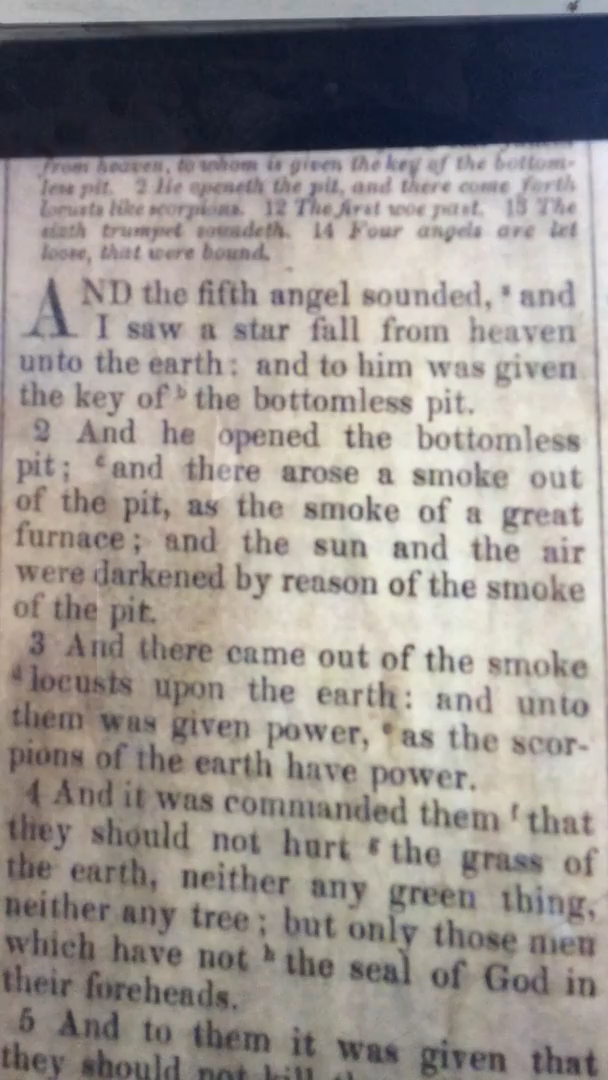 from heaven, to whom is given the key of the bottom-
less pit. 2 He openeth the pit, and there come forth
locusts like scorpions. 12 The first woe past. 13 The
sixth trumpet soundeth. 14 Four angels are let
loose, that were bound.
AND the fifth angel sounded, a and
I saw a star fall from heaven
unto the earth: and to him was given
the key of b the bottomless pit.
2 And he opened the bottomless
pit; c and there arose a smoke out
of the pit, as the smoke of a great
furnace; and the sun and the air
were darkened by reason of the smoke
of the pit.
3 And there came out of the smoke
d locusts upon the earth: and unto
them was given power, e as the scor-
pions of the earth have power.
4 And it was commanded them f that
they should not hurt g the grass of
the earth, neither any green thing,
neither any tree; but only those men
which have not h the seal of God in
their foreheads.
5 And to them it was given that
they should not kill